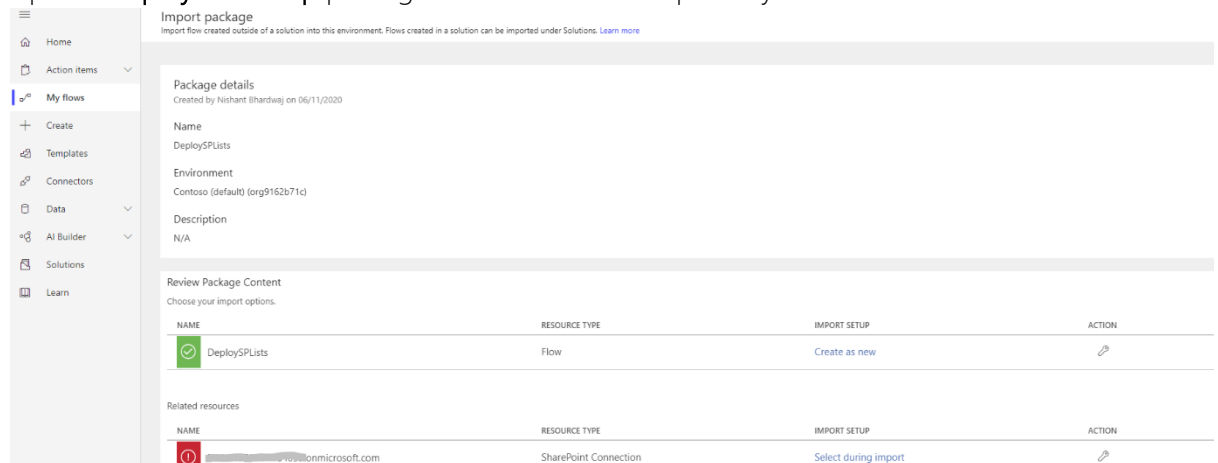 Import package
Import flow created outside of a solution into this environment. Flows created in a solution can be imported under Solutions. Learn more
Home
Action items
My flows
Create
Templates
Connectors
Data
AI Builder
Solutions
Learn
Package details
Created by Nishant Bhardwaj on 06/11/2020
Name
DeploySPLists
Environment
Contoso (default) (org9162b71c)
Description
N/A
Review Package Content
Choose your import options.
NAME RESOURCE TYPE IMPORT SETUP ACTION
DeploySPLists Flow Create as new
Related resources
NAME RESOURCE TYPE IMPORT SETUP ACTION
onmicrosoft.com SharePoint Connection Select during import